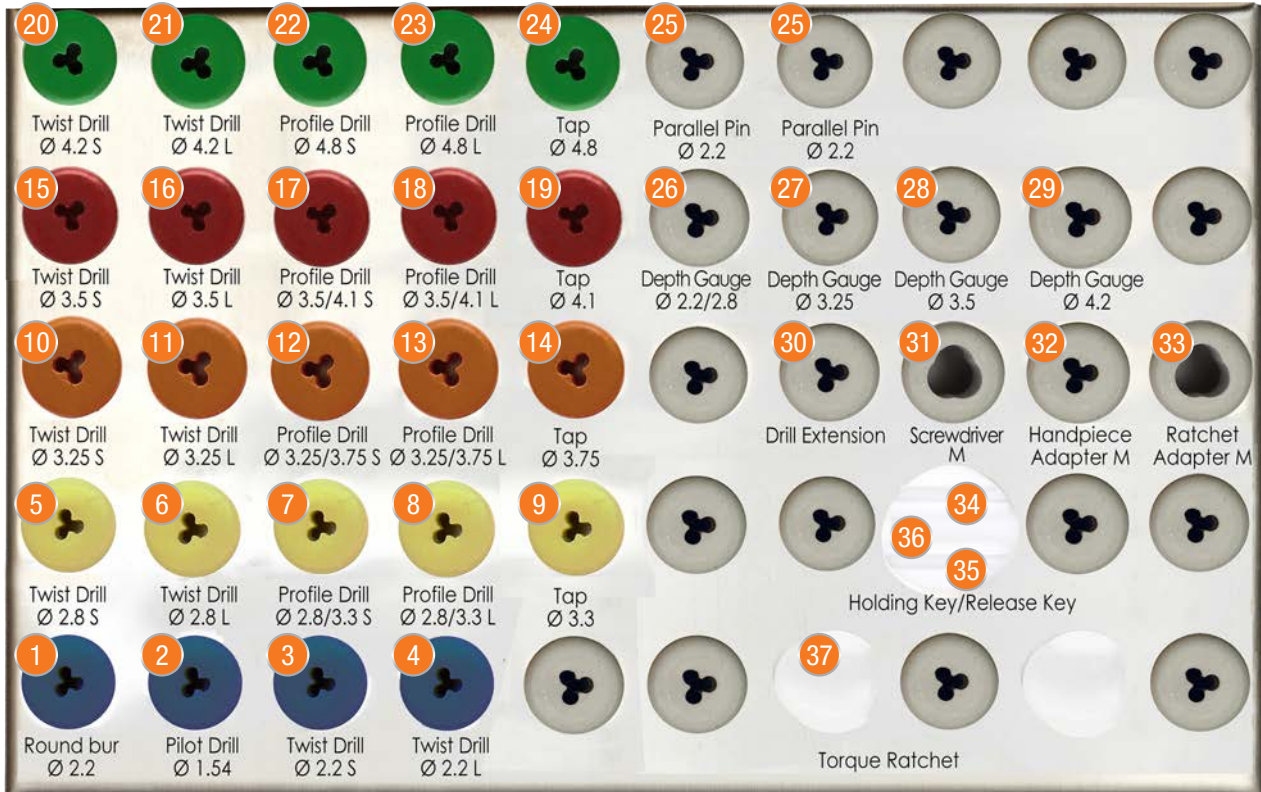 20 21 22 23 24 25 25
Twist Drill Twist Drill Profile Drill Profile Drill Tap Parallel Pin Parallel Pin
Ø 4.2 S Ø 4.2 L Ø 4.8 S Ø 4.8 L Ø 4.8 Ø 2.2 Ø 2.2
15 16 17 18 19 26 27 28 29
Twist Drill Twist Drill Profile Drill Profile Drill Tap Depth Gauge Depth Gauge Depth Gauge Depth Gauge
Ø 3.5 S Ø 3.5 L Ø 3.5/4.1 S Ø 3.5/4.1 L Ø 4.1 Ø 2.2/2.8 Ø 3.25 Ø 3.5 Ø 4.2
10 11 12 13 14 30 31 32 33
Twist Drill Twist Drill Profile Drill Profile Drill Tap Drill Extension Screwdriver Handpiece Ratchet
Ø 3.25 S Ø 3.25 L Ø 3.25/3.75 S Ø 3.25/3.75 L Ø 3.75 M Adapter M Adapter M
5 6 7 8 9 34
36
35
Twist Drill Twist Drill Profile Drill Profile Drill Tap Holding Key/Release Key
Ø 2.8 S Ø 2.8 L Ø 2.8/3.3 S Ø 2.8/3.3 L Ø 3.3
1 2 3 4 37
Round bur Pilot Drill Twist Drill Twist Drill Torque Ratchet
Ø 2.2 Ø 1.54 Ø 2.2 S Ø 2.2 L